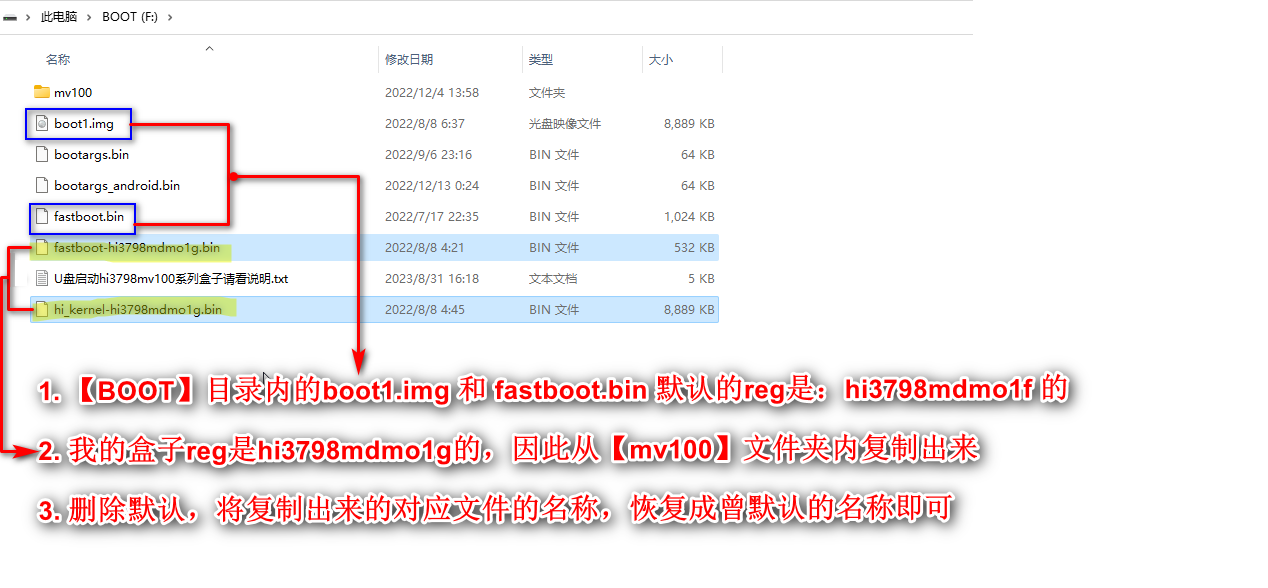 此电脑 > BOOT (F:) >
名称 修改日期 类型 大小
mv100 2022/12/4 13:58 文件夹
boot1.img 2022/8/8 6:37 光盘映像文件 8,889 KB
bootargs.bin 2022/9/6 23:16 BIN 文件 64 KB
bootargs_android.bin 2022/12/13 0:24 BIN 文件 64 KB
fastboot.bin 2022/7/17 22:35 BIN 文件 1,024 KB
fastboot-hi3798mdmo1g.bin 2022/8/8 4:21 BIN 文件 532 KB
U盘启动hi3798mv100系列盒子请看说明.txt 2023/8/31 16:18 文本文档 5 KB
hi_kernel-hi3798mdmo1g.bin 2022/8/8 4:45 BIN 文件 8,889 KB
1. 【BOOT】目录内的boot1.img 和 fastboot.bin 默认的reg是：hi3798mdmo1f 的
2. 我的盒子reg是hi3798mdmo1g的，因此从【mv100】文件夹内复制出来
3. 删除默认，将复制出来的对应文件的名称，恢复成曾默认的名称即可